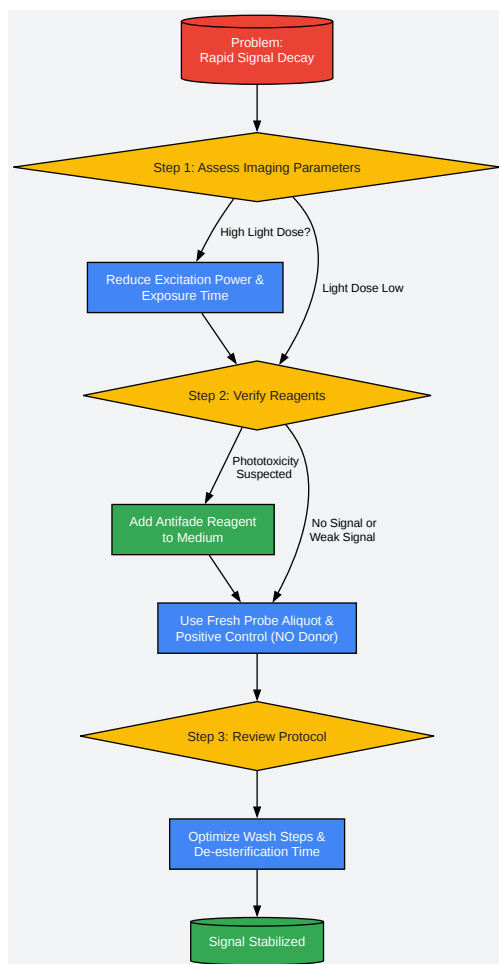 Problem:
Rapid Signal Decay
Step 1: Assess Imaging Parameters
High Light Dose?
Reduce Excitation Power &
Exposure Time
Light Dose Low
Step 2: Verify Reagents
Phototoxicity
Suspected
Add Antifade Reagent
to Medium
No Signal or
Weak Signal
Use Fresh Probe Aliquot &
Positive Control (NO Donor)
Step 3: Review Protocol
Optimize Wash Steps &
De-esterification Time
Signal Stabilized